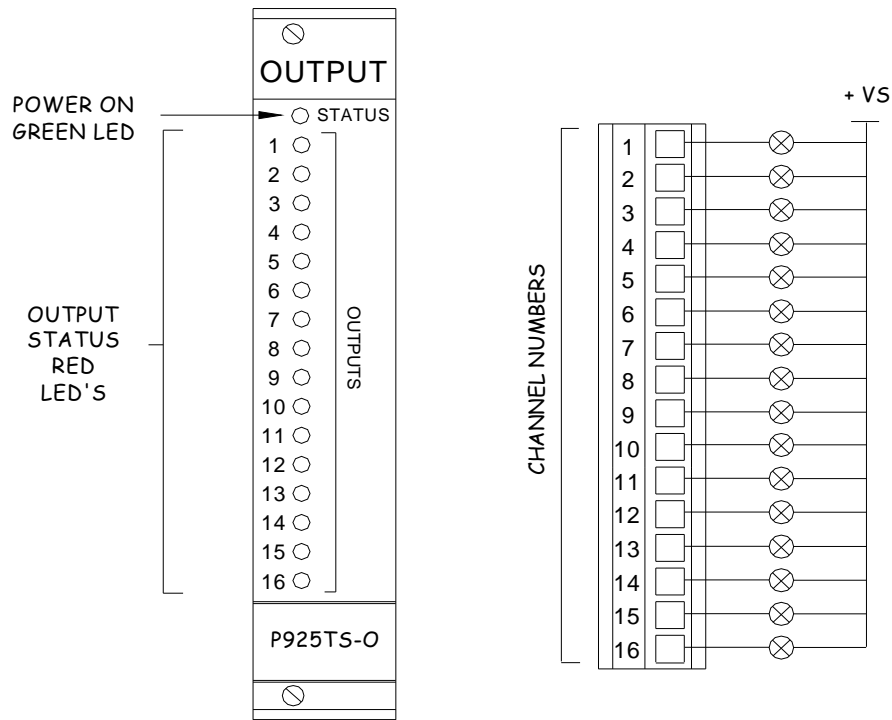 OUTPUT
POWER ON
GREEN LED
STATUS
1
2
3
4
5
6
7
8
9
10
11
12
13
14
15
16
OUTPUTS
OUTPUT
STATUS
RED
LED'S
P925TS-O
+ VS
CHANNEL NUMBERS
1
2
3
4
5
6
7
8
9
10
11
12
13
14
15
16